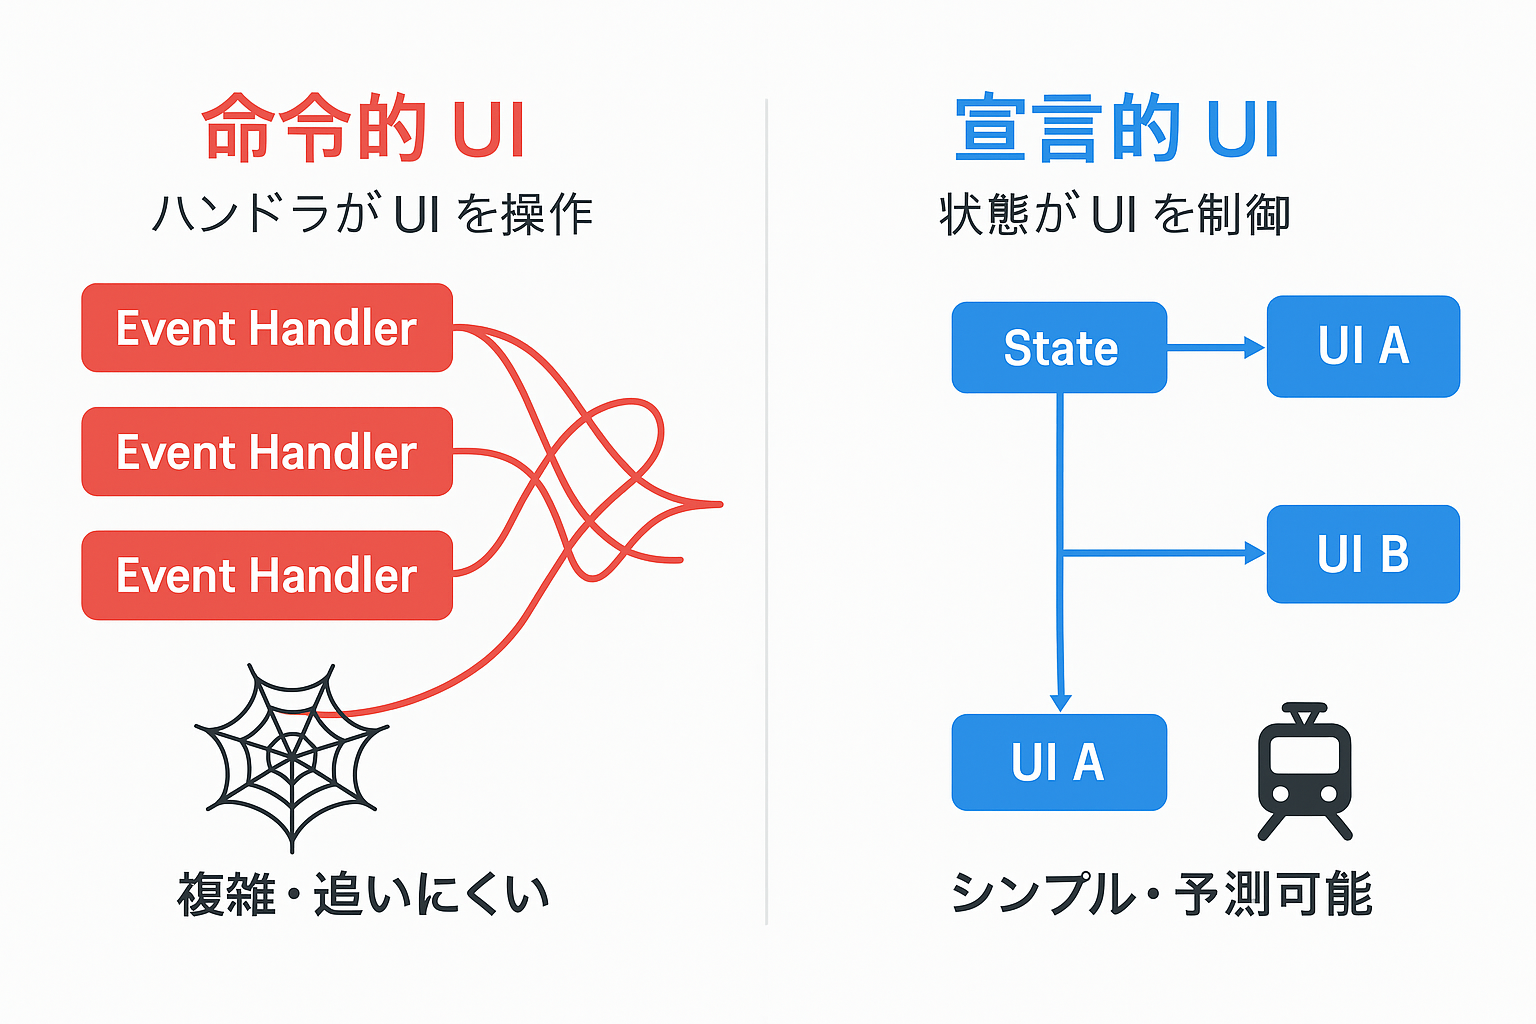 命令的 UI
ハンドラが UI を操作
Event Handler
Event Handler
Event Handler
複雑・追いにくい
宣言的 UI
状態が UI を制御
State
UI A
UI B
UI A
シンプル・予測可能